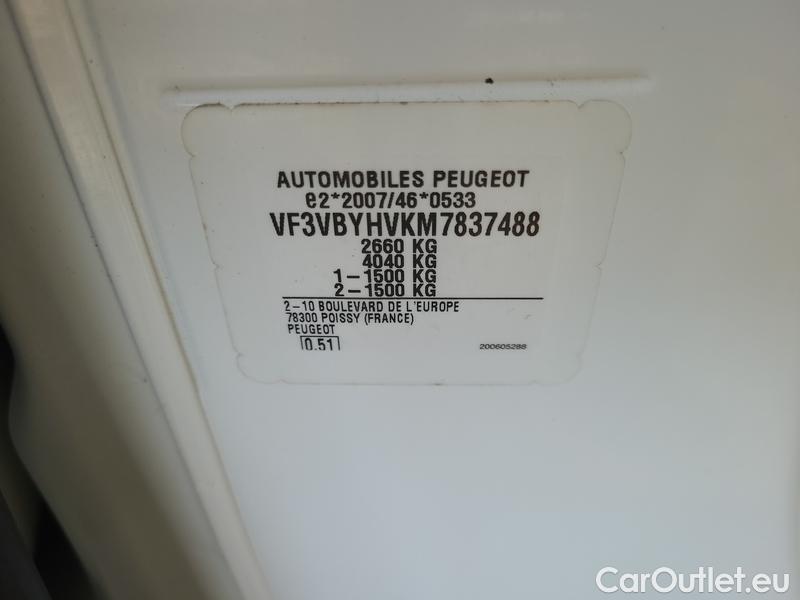 AUTOMOBILES PEUGEOT
e2*2007/46*0533
VF3VBYHVKM7837488
2660 KG
4040 KG
1-1500 KG
2-1500 KG
2-10 BOULEVARD DE L'EUROPE
78300 POISSY (FRANCE)
PEUGEOT
0.51
200605288
CarOutlet.eu